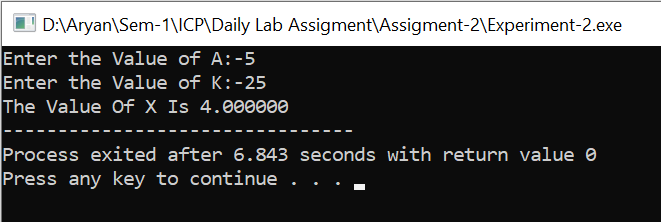 D:\Aryan\Sem-1\ICP\Daily Lab Assigment\Assigment-2\Experiment-2.exe
Enter the Value of A:-5
Enter the Value of K:-25
The Value Of X Is 4.000000
--------------------------------
Process exited after 6.843 seconds with return value 0
Press any key to continue . . .